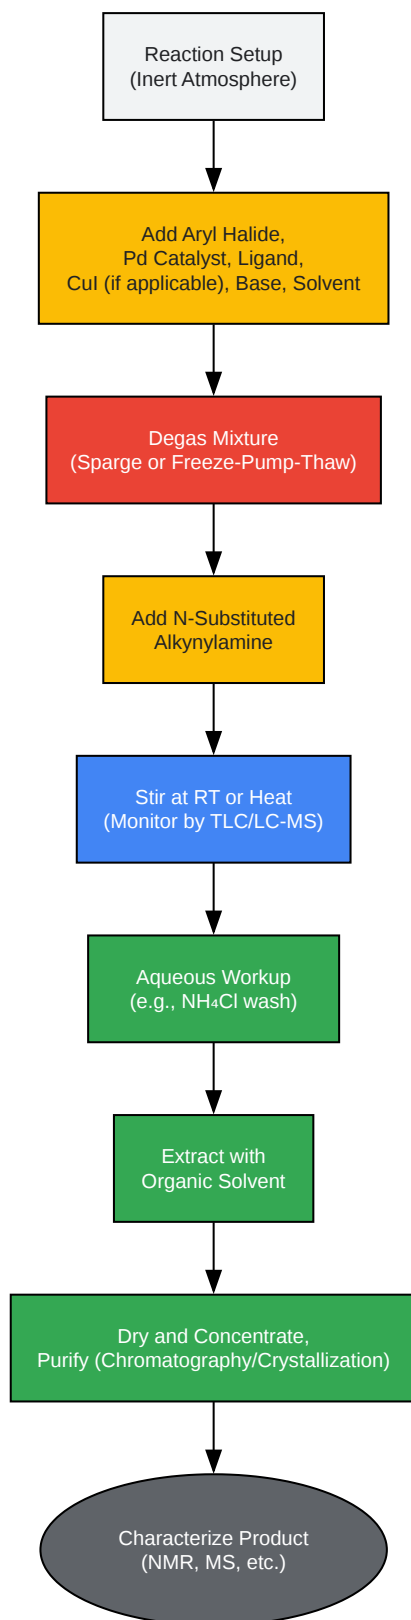 Reaction Setup
(Inert Atmosphere)
Add Aryl Halide,
Pd Catalyst, Ligand,
CuI (if applicable), Base, Solvent
Degas Mixture
(Sparge or Freeze-Pump-Thaw)
Add N-Substituted
Alkynylamine
Stir at RT or Heat
(Monitor by TLC/LC-MS)
Aqueous Workup
(e.g., NH₄Cl wash)
Extract with
Organic Solvent
Dry and Concentrate,
Purify (Chromatography/Crystallization)
Characterize Product
(NMR, MS, etc.)